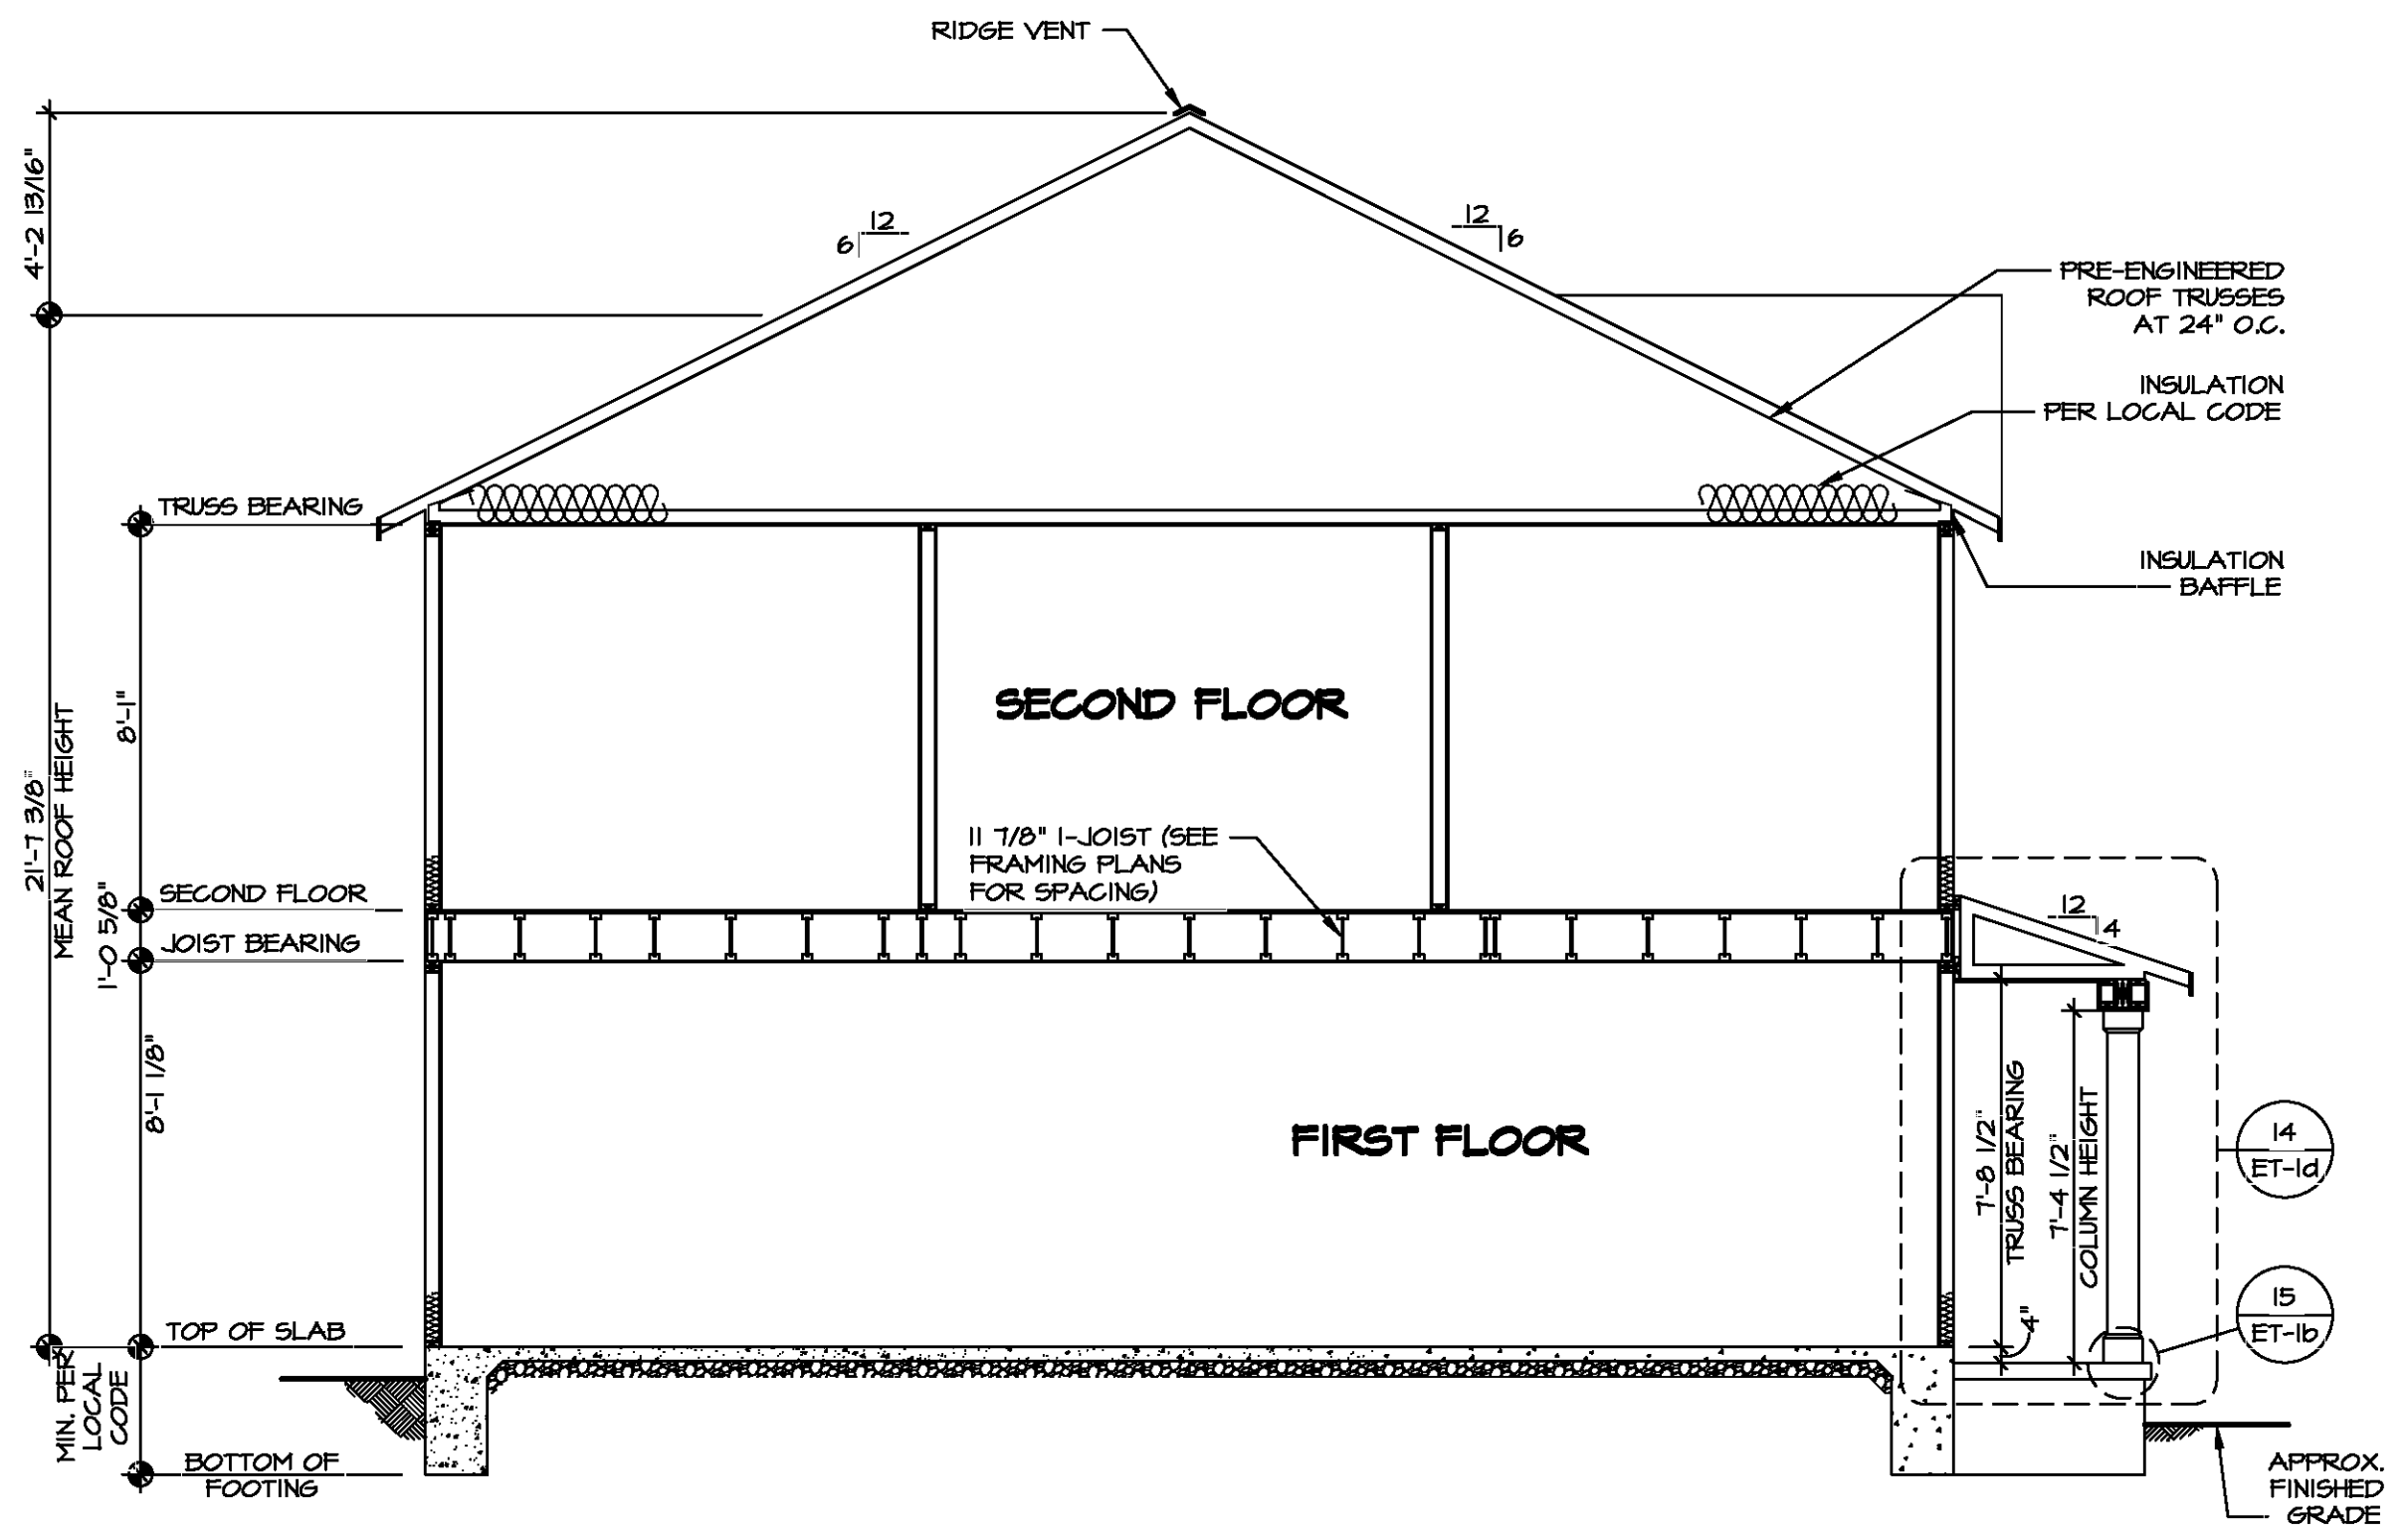 RIDGE VENT
4'-2 13/16"
12
6
12
6
PRE-ENGINEERED
ROOF TRUSSES
AT 24" O.C.
INSULATION
PER LOCAL CODE
TRUSS BEARING
INSULATION
BAFFLE
8'-1"
SECOND FLOOR
21'-7 3/8"
MEAN ROOF HEIGHT
11 7/8" I-JOIST (SEE
FRAMING PLANS
FOR SPACING)
SECOND FLOOR
1'-0 5/8"
JOIST BEARING
12
4
8'-1 1/8"
FIRST FLOOR
7'-8 1/2"
TRUSS BEARING
7'-4 1/2"
COLUMN HEIGHT
14
ET-1d
15
ET-1b
4"
TOP OF SLAB
MIN. PER
LOCAL
CODE
BOTTOM OF
FOOTING
APPROX.
FINISHED
GRADE